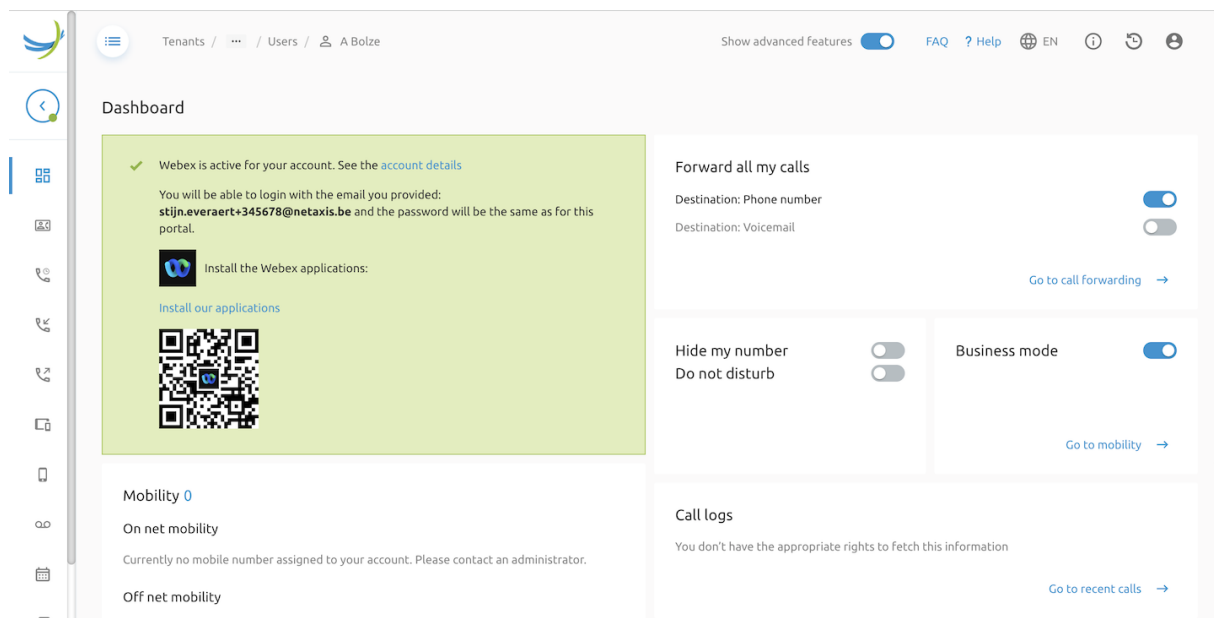 Tenants / ··· / Users / A Bolze
Show advanced features
FAQ
? Help
EN
Dashboard
Webex is active for your account. See the account details
You will be able to login with the email you provided:
stijn.everaert+345678@netaxis.be and the password will be the same as for this
portal.
Install the Webex applications:
Install our applications
Mobility 0
On net mobility
Currently no mobile number assigned to your account. Please contact an administrator.
Off net mobility
Forward all my calls
Destination: Phone number
Destination: Voicemail
Go to call forwarding →
Hide my number
Do not disturb
Business mode
Go to mobility →
Call logs
You don't have the appropriate rights to fetch this information
Go to recent calls →